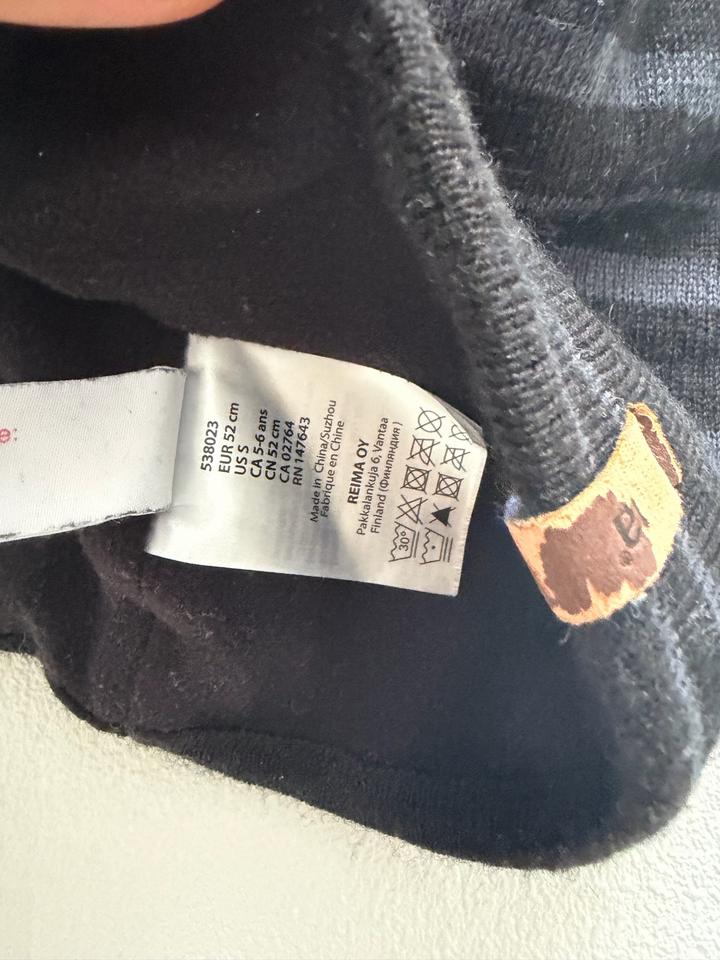 538023
EUR 52 cm
US S
CA 5-6 ans
CN 52 cm
CA 02764
RN 147643
Made in China/Suzhou
Fabrique en Chine
REIMA OY
Pakkalankuja 6, Vantaa
Finland (Финляндия)
30°